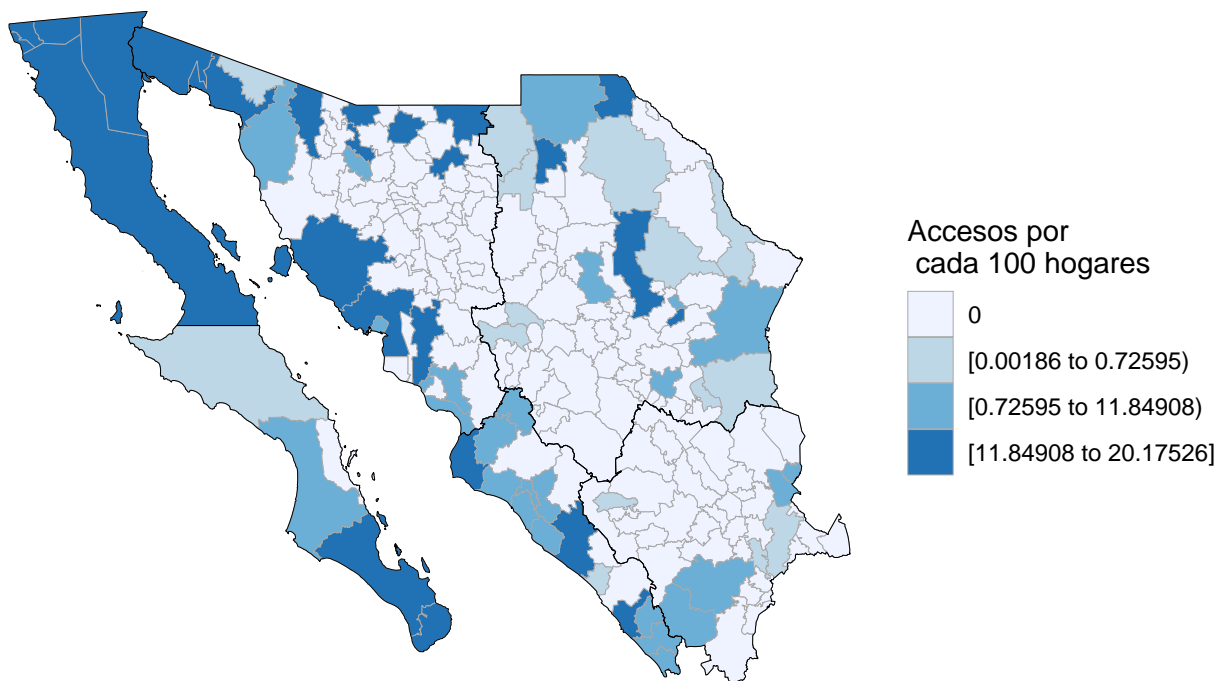 Accesos por
cada 100 hogares
0
[0.00186 to 0.72595)
[0.72595 to 11.84908)
[11.84908 to 20.17526]